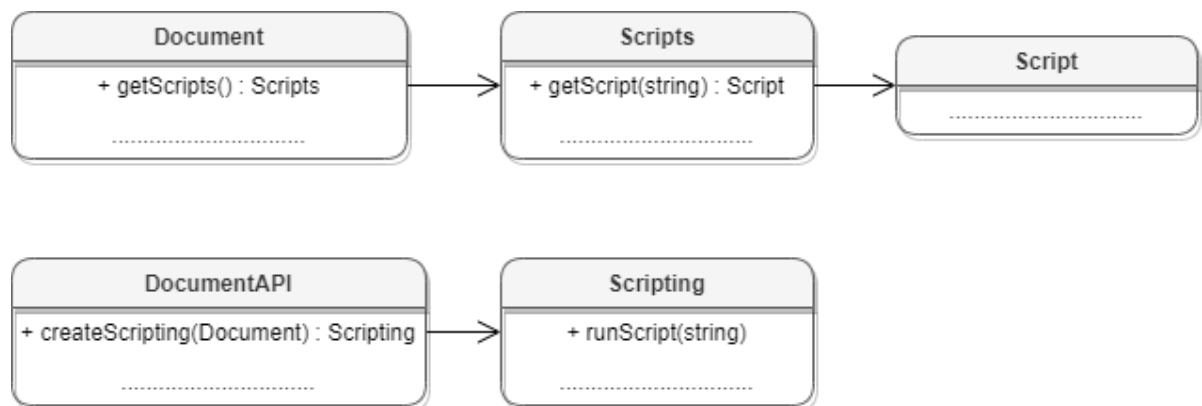 Document
+ getScripts() : Scripts
................................
Scripts
+ getScript(string) : Script
................................
Script
................................
DocumentAPI
+ createScripting(Document) : Scripting
................................
Scripting
+ runScript(string)
................................